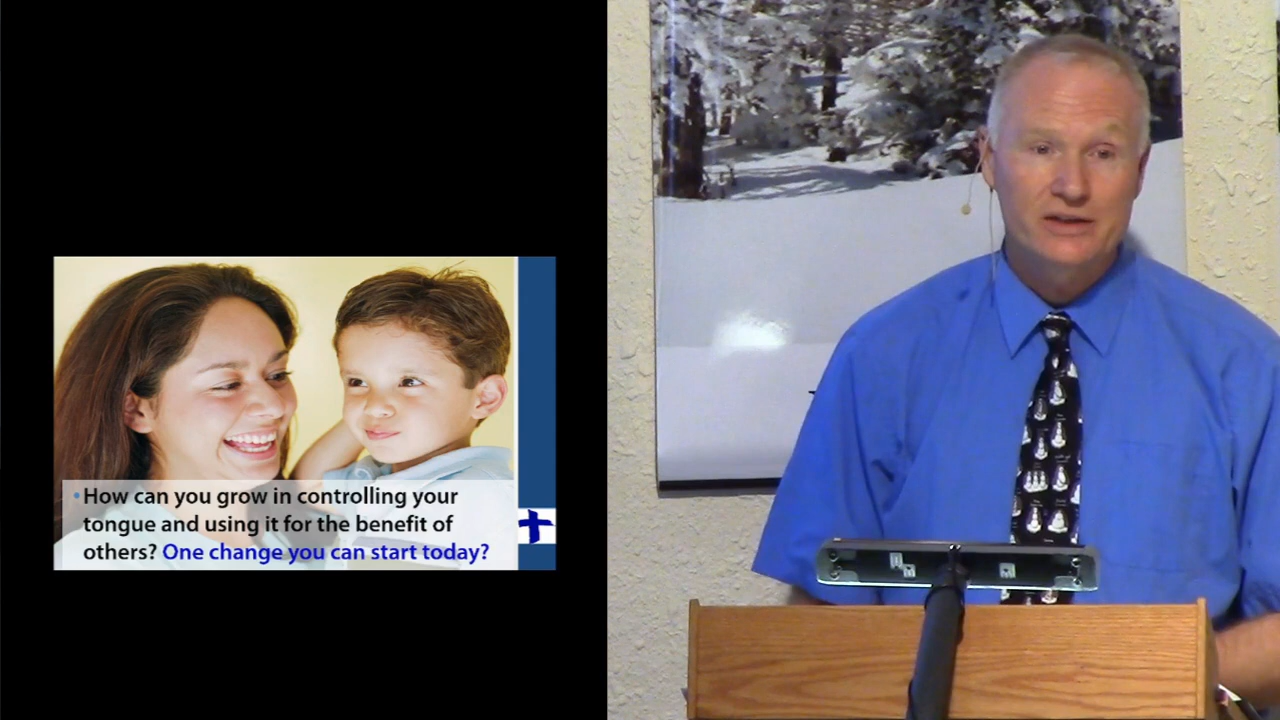 •How can you grow in controlling your
tongue and using it for the benefit of
others? One change you can start today?